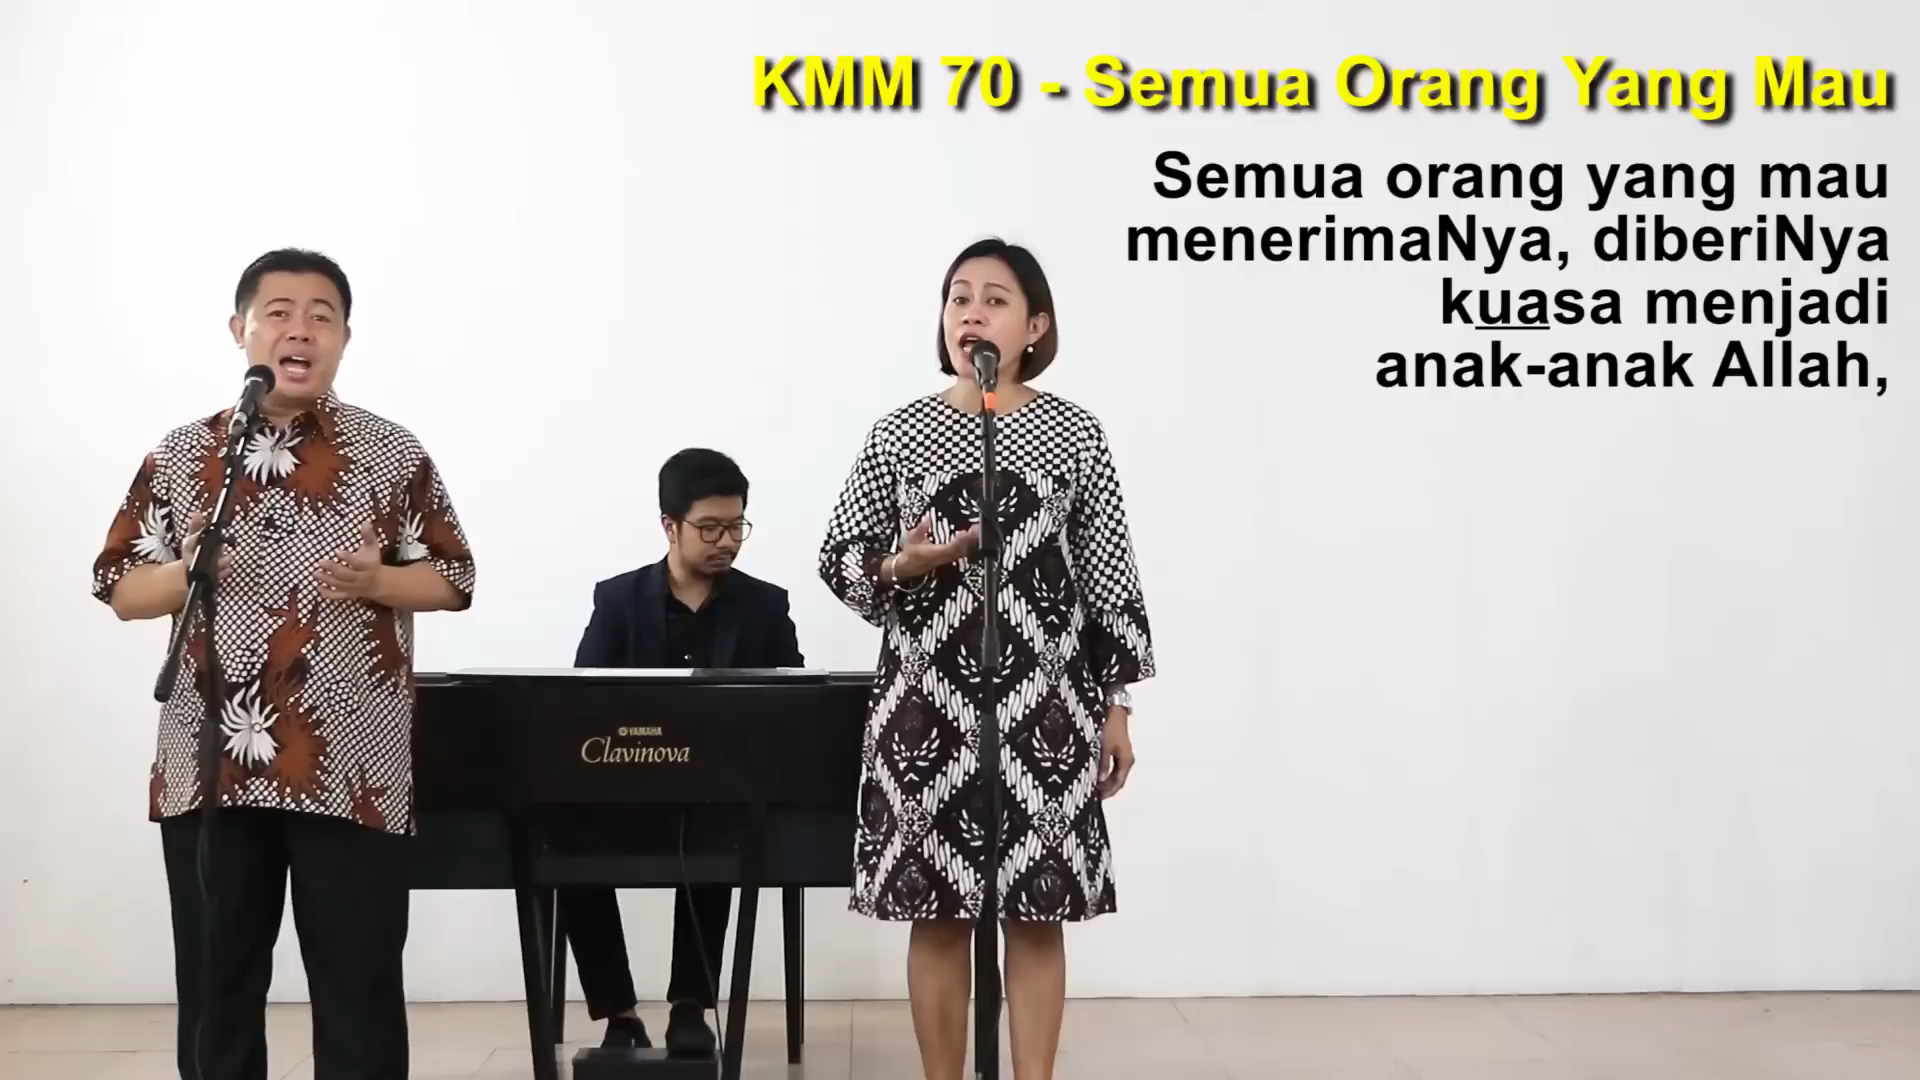 KMM 70 - Semua Orang Yang Mau
Semua orang yang mau
menerimaNya, diberiNya
kuasa menjadi
anak-anak Allah,
YAMAHA
Clavinova